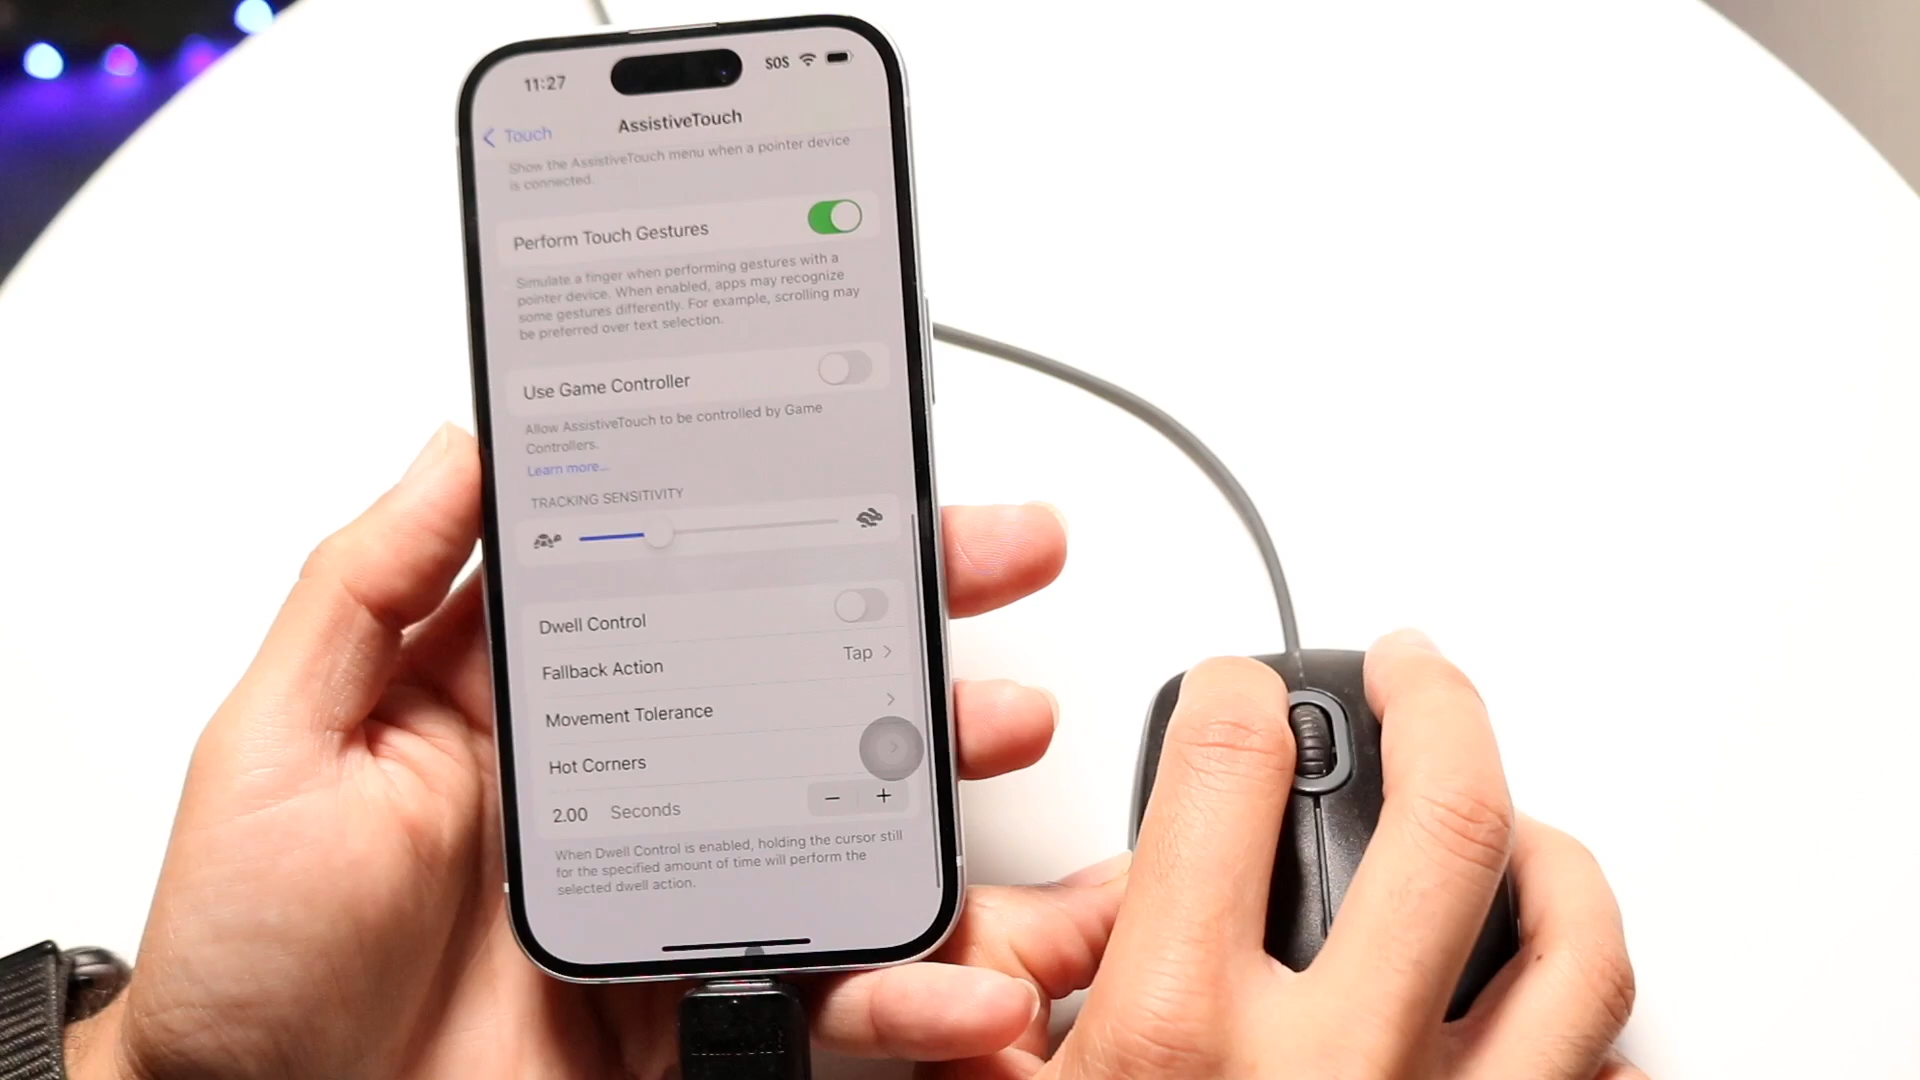 11:27
SOS
Touch
AssistiveTouch
Show the AssistiveTouch menu when a pointer device
is connected.
Perform Touch Gestures
Simulate a finger when performing gestures with a
pointer device. When enabled, apps may recognize
some gestures differently. For example, scrolling may
be preferred over text selection.
Use Game Controller
Allow AssistiveTouch to be controlled by Game
Controllers.
Learn more...
TRACKING SENSITIVITY
Dwell Control
Fallback Action Tap
Movement Tolerance
Hot Corners
2.00 Seconds − +
When Dwell Control is enabled, holding the cursor still
for the specified amount of time will perform the
selected dwell action.